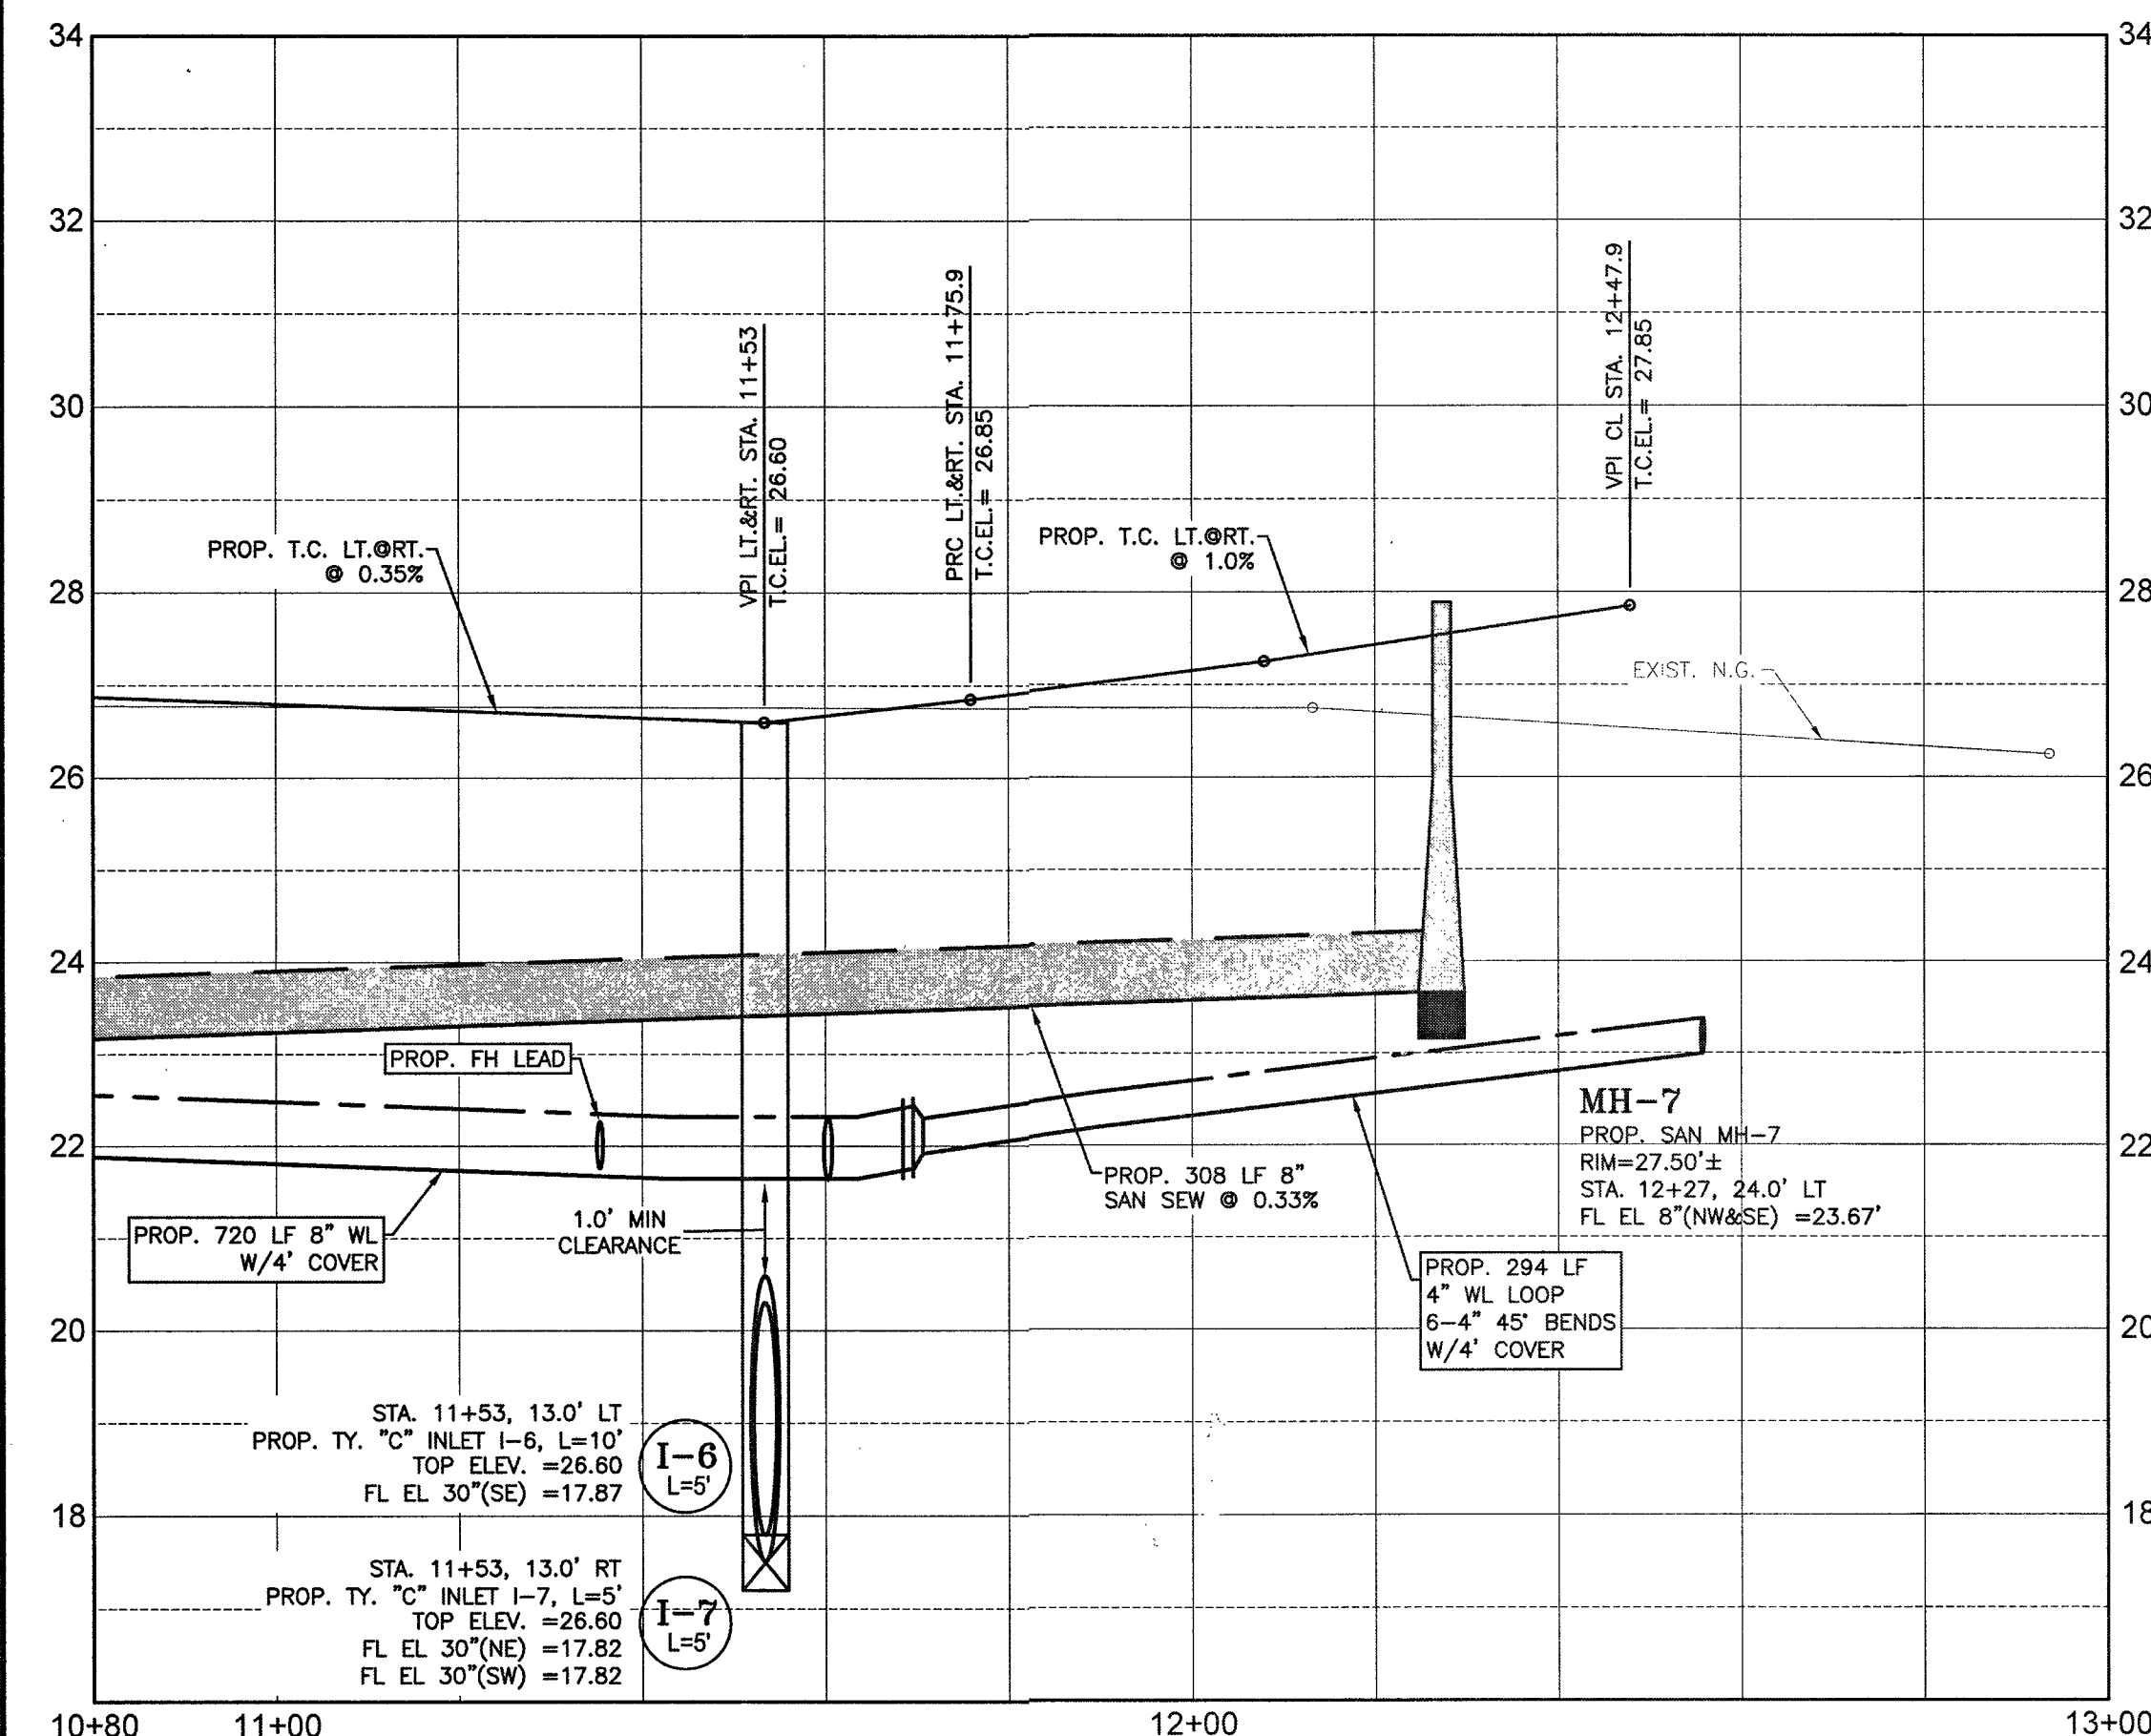 34
34
32
32
30
30
28
28
26
26
24
24
22
22
20
20
18
18
10+80
11+00
12+00
13+00
VPI LT.&RT. STA. 11+53
T.C.EL.= 26.60
PRC LT.&RT. STA. 11+75.9
T.C.EL.= 26.85
VPI CL STA. 12+47.9
T.C.EL.= 27.85
PROP. T.C. LT.@RT.
@ 0.35%
PROP. T.C. LT.@RT.
@ 1.0%
EXIST. N.G.
PROP. FH LEAD
PROP. 720 LF 8" WL
W/4' COVER
1.0' MIN
CLEARANCE
PROP. 308 LF 8"
SAN SEW @ 0.33%
MH-7
PROP. SAN MH-7
RIM=27.50'±
STA. 12+27, 24.0' LT
FL EL 8"(NW&SE) =23.67'
PROP. 294 LF
4" WL LOOP
6-4" 45° BENDS
W/4' COVER
STA. 11+53, 13.0' LT
PROP. TY. "C" INLET I-6, L=10'
TOP ELEV. =26.60
FL EL 30"(SE) =17.87
I-6
L=5'
STA. 11+53, 13.0' RT
PROP. TY. "C" INLET I-7, L=5'
TOP ELEV. =26.60
FL EL 30"(NE) =17.82
FL EL 30"(SW) =17.82
I-7
L=5'